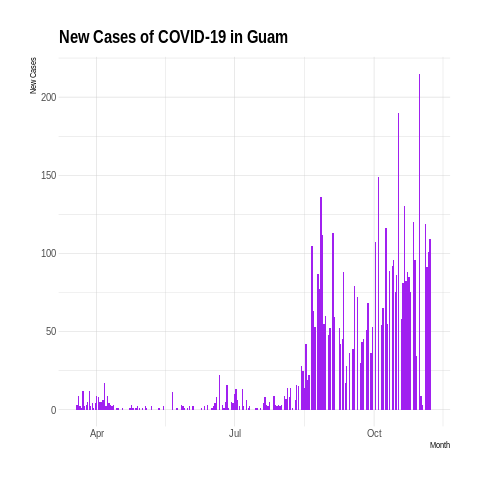 New Cases of COVID-19 in Guam
New Cases
200
150
100
50
0
Apr
Jul
Oct
Month